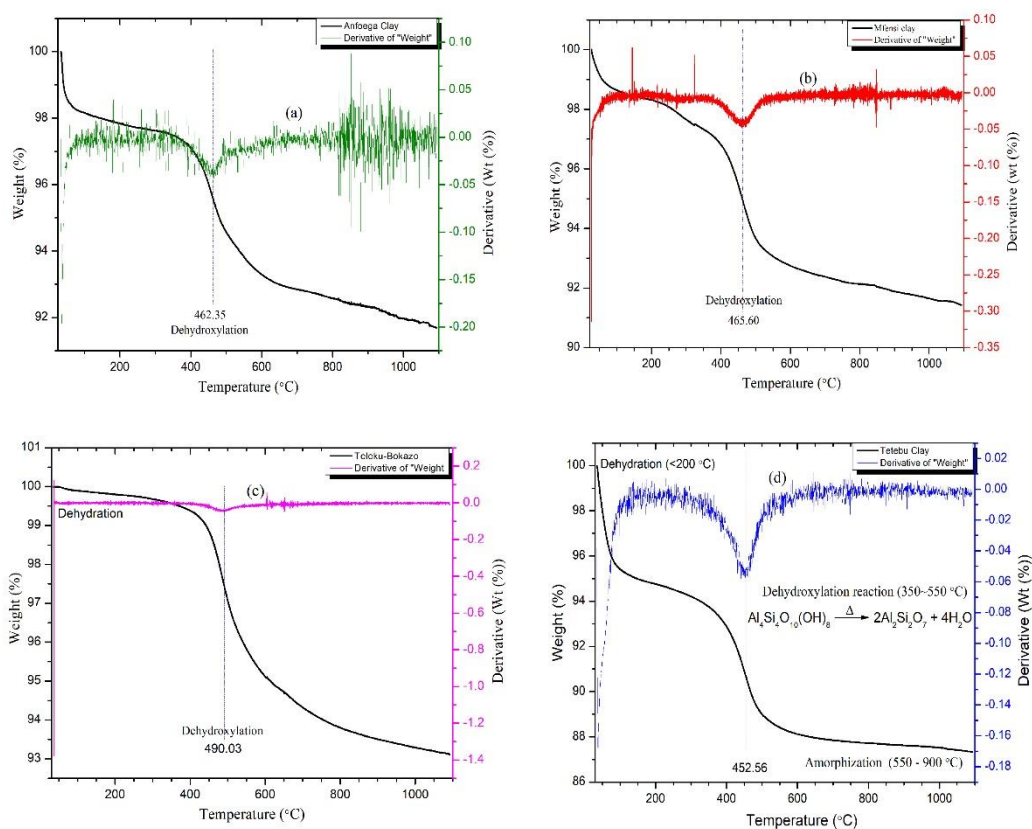 Anfoega Clay
Derivative of "Weight"
(a)
462.35
Dehydroxylation
Weight (%)
100
98
96
94
92
0.10
0.05
0.00
-0.05
-0.10
-0.15
-0.20
Derivative (Wt (%))
200 400 600 800 1000
Temperature (°C)
Mfensi clay
Derivative of "Weight"
(b)
Dehydroxylation
465.60
Weight (%)
100
98
96
94
92
90
0.10
0.05
0.00
-0.05
-0.10
-0.15
-0.20
-0.25
-0.30
-0.35
Derivative (wt (%))
200 400 600 800 1000
Temperature (°C)
Toloku-Bokazo
Derivative of "Weight
(c)
Dehydration
Dehydroxylation
490.03
Weight (%)
101
100
99
98
97
96
95
94
93
0.2
0.0
-0.2
-0.4
-0.6
-0.8
-1.0
-1.2
-1.4
Derivative (Wt (%))
200 400 600 800 1000
Temperature (°C)
Tetebu Clay
Derivative of "Weight"
Dehydration (<200 °C)
(d)
Dehydroxylation reaction (350~550 °C)
Al₄Si₄O₁₀(OH)₈ Δ→ 2Al₂Si₂O₇ + 4H₂O
452.56
Amorphization (550 - 900 °C)
Weight (%)
100
98
96
94
92
90
88
86
0.02
0.00
-0.02
-0.04
-0.06
-0.08
-0.10
-0.11
-0.13
-0.15
-0.17
Derivative (Wt (%))
200 400 600 800 1000
Temperature (°C)